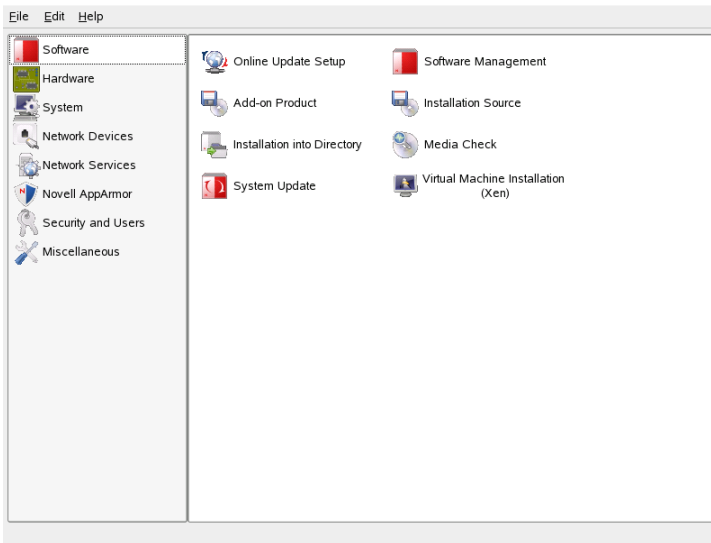 File Edit Help
Software
Hardware
System
Network Devices
Network Services
Novell AppArmor
Security and Users
Miscellaneous
Online Update Setup
Software Management
Add-on Product
Installation Source
Installation into Directory
Media Check
System Update
Virtual Machine Installation
(Xen)